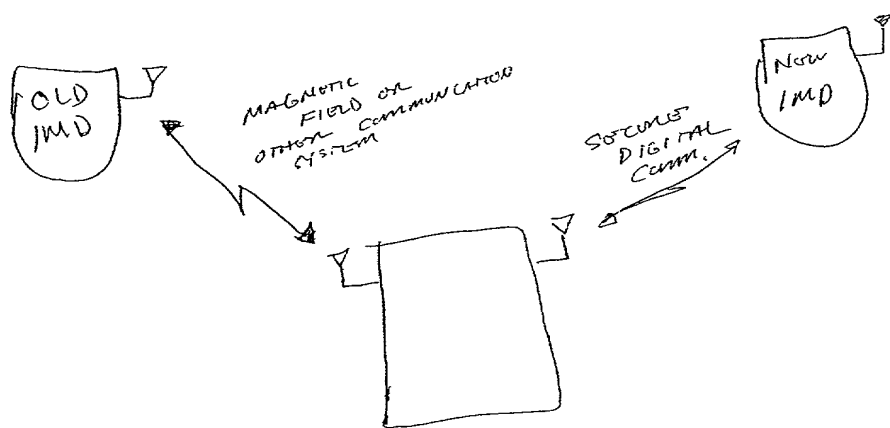 OLD
IMD
MAGNETIC
FIELD OR
OTHER COMMUNICATION
SYSTEM
SECURE
DIGITAL
COMM.
NEW
IMD